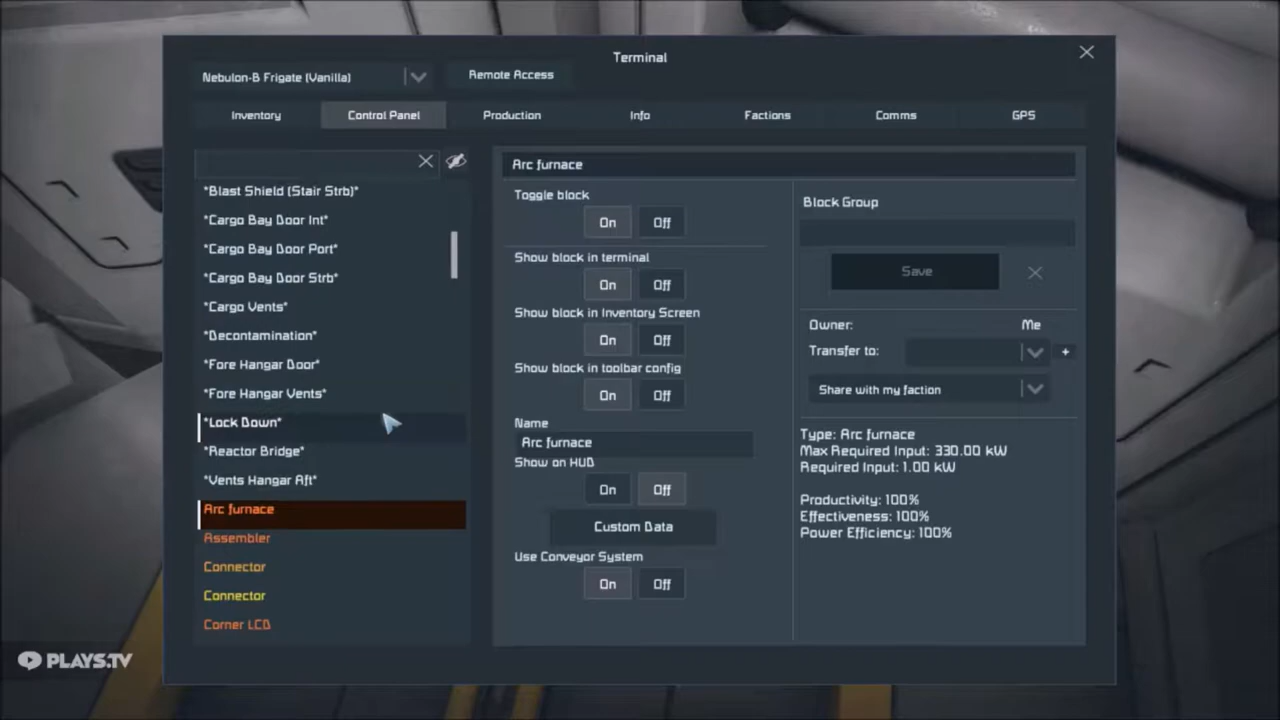 Terminal
Nebulon-B Frigate (Vanilla)
Remote Access
Inventory
Control Panel
Production
Info
Factions
Comms
GPS
*Blast Shield (Stair Strb)*
*Cargo Bay Door Int*
*Cargo Bay Door Port*
*Cargo Bay Door Strb*
*Cargo Vents*
*Decontamination*
*Fore Hangar Door*
*Fore Hangar Vents*
*Lock Down*
*Reactor Bridge*
*Vents Hangar Aft*
Arc furnace
Assembler
Connector
Connector
Corner LCD
Arc furnace
Toggle block
On Off
Show block in terminal
On Off
Show block in Inventory Screen
On Off
Show block in toolbar config
On Off
Name
Arc furnace
Show on HUD
On Off
Custom Data
Use Conveyor System
On Off
Block Group
Save
Owner: Me
Transfer to: +
Share with my faction
Type: Arc furnace
Max Required Input: 330.00 kW
Required Input: 1.00 kW
Productivity: 100%
Effectiveness: 100%
Power Efficiency: 100%
PLAYS.TV